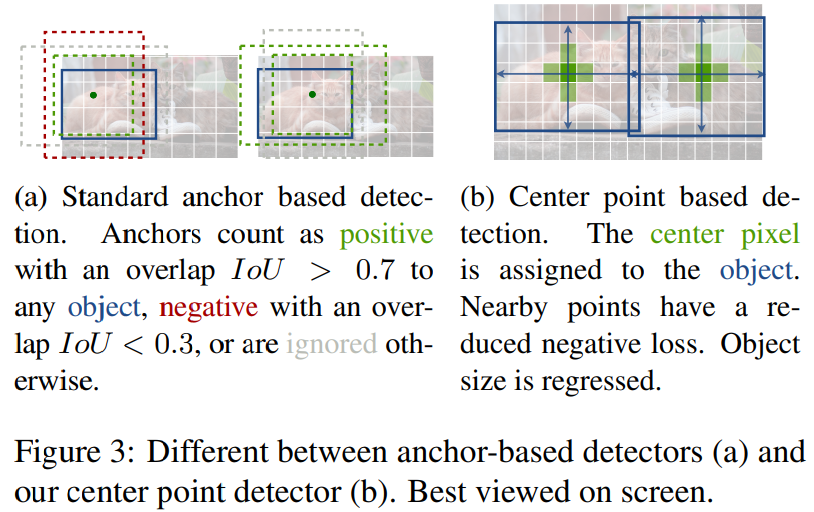 (a) Standard anchor based detec-
tion. Anchors count as positive
with an overlap IoU > 0.7 to
any object, negative with an over-
lap IoU < 0.3, or are ignored oth-
erwise.
(b) Center point based de-
tection. The center pixel
is assigned to the object.
Nearby points have a re-
duced negative loss. Object
size is regressed.
Figure 3: Different between anchor-based detectors (a) and
our center point detector (b). Best viewed on screen.